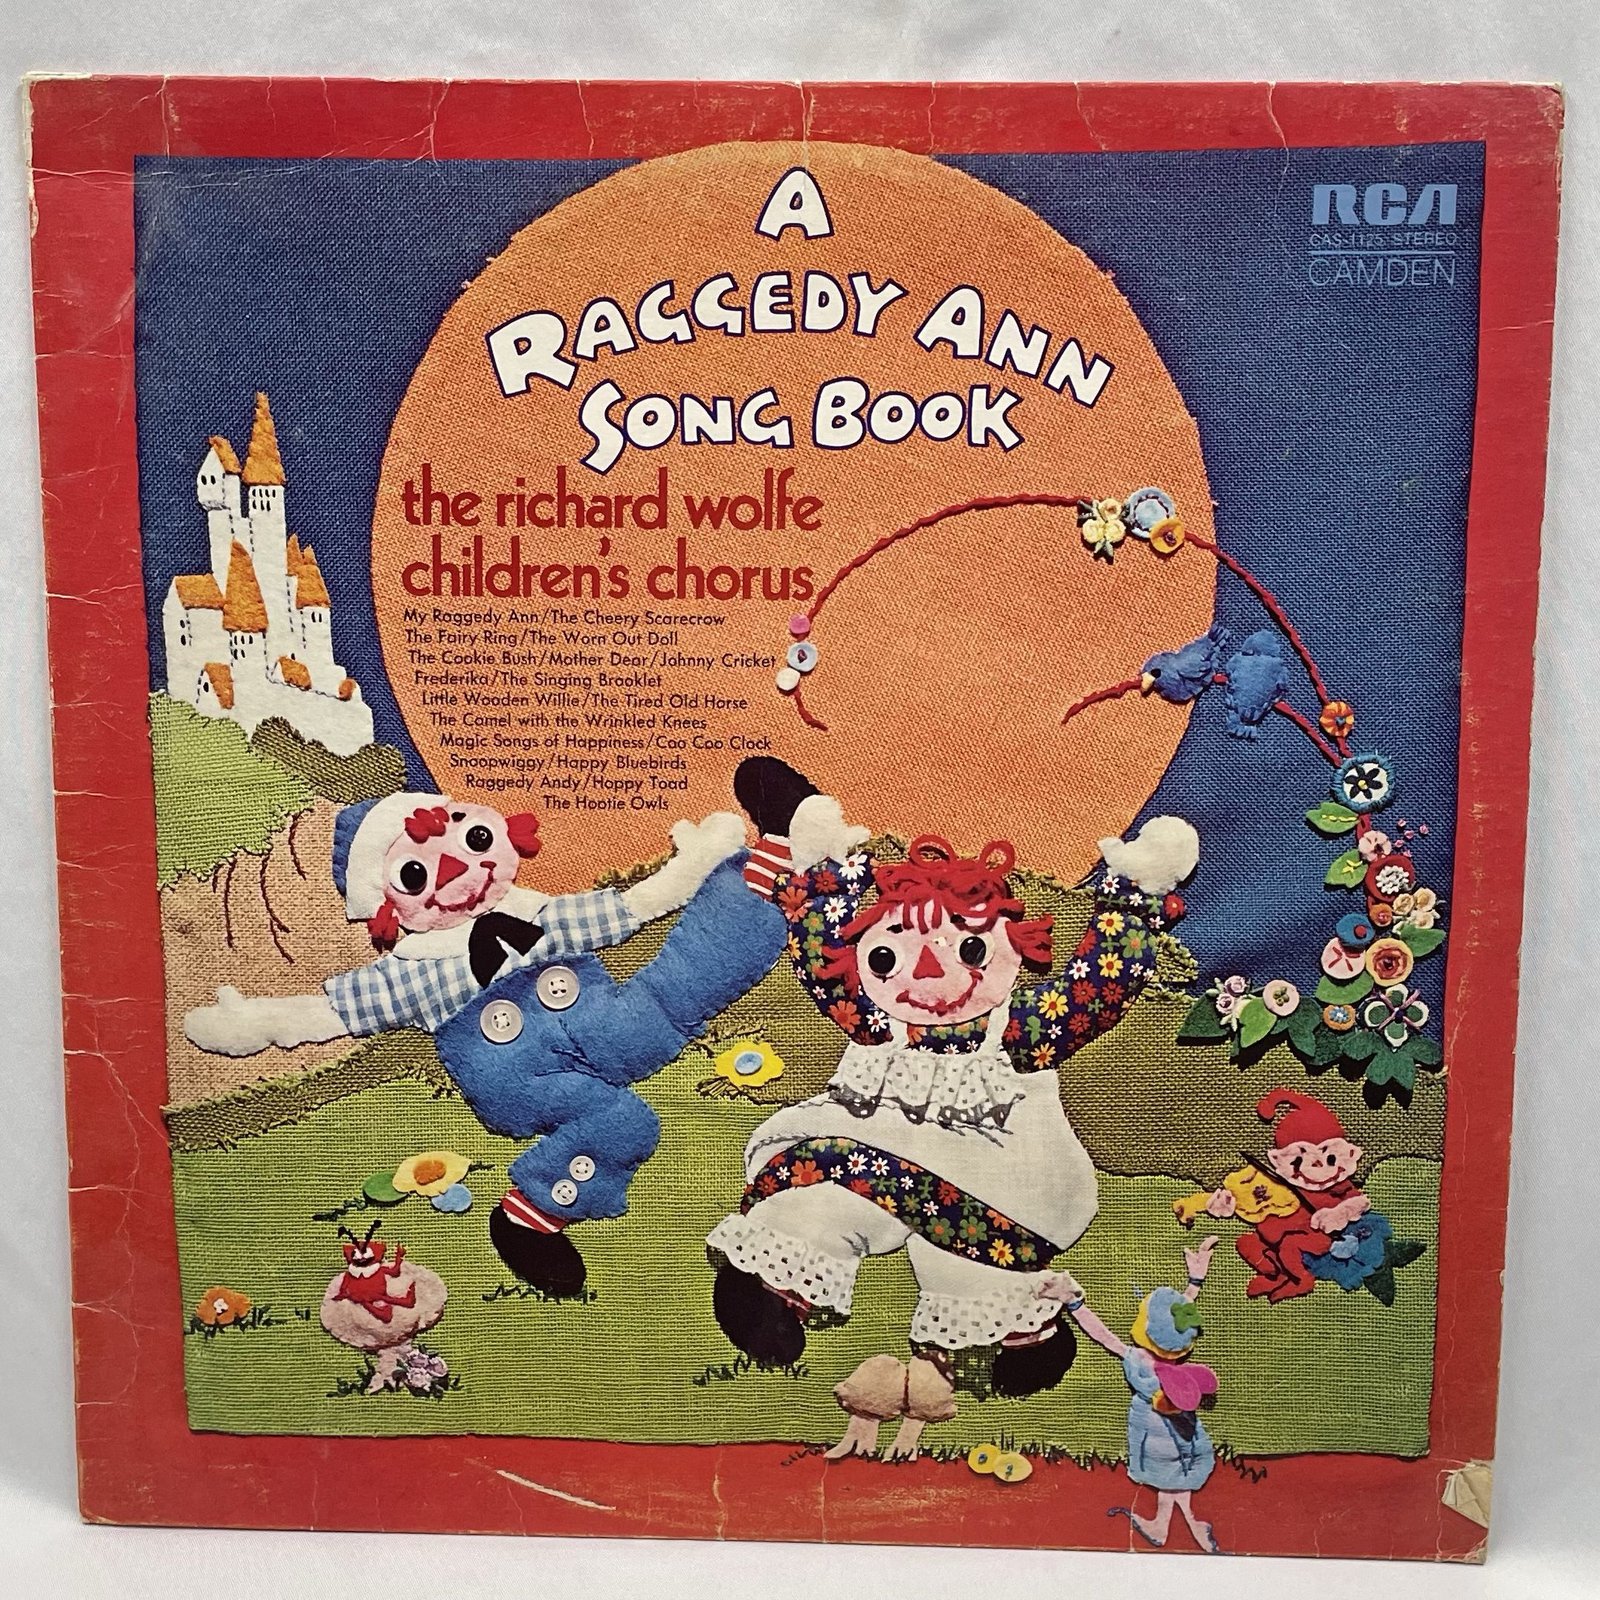 A
RAGGEDY ANN
SONG BOOK
RCA
CAS-1125 STEREO
CAMDEN
the richard wolfe
children's chorus
My Raggedy Ann/The Cheery Scarecrow
The Fairy Ring/The Worn Out Doll
The Cookie Bush/Mother Dear/Johnny Cricket
Frederika/The Singing Brooklet
Little Wooden Willie/The Tired Old Horse
The Camel with the Wrinkled Knees
Magic Songs of Happiness/Coo Coo Clock
Snoopwiggy/Happy Bluebirds
Raggedy Andy/Hoppy Toad
The Hootie Owls